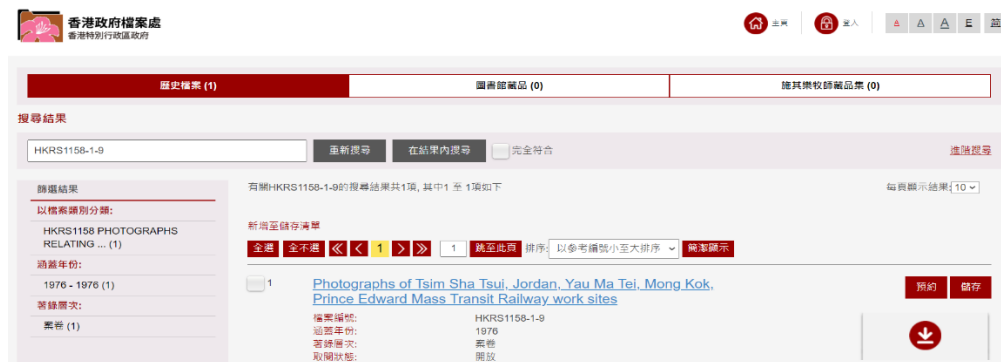 香港政府檔案處
香港特別行政區政府
主頁
登入
A A A E 簡
歷史檔案 (1)
圖書館藏品 (0)
施其樂牧師藏品集 (0)
搜尋結果
HKRS1158-1-9
重新搜尋
在結果內搜尋
完全符合
進階搜尋
篩選結果
以檔案類別分類:
HKRS1158 PHOTOGRAPHS
RELATING ... (1)
涵蓋年份:
1976 - 1976 (1)
著錄層次:
案卷 (1)
有關HKRS1158-1-9的搜尋結果共1項, 其中1 至 1項如下
每頁顯示結果: 10
新增至儲存清單
全選 全不選 1 1 跳至此頁 排序: 以參考編號小至大排序 簡潔顯示
1
Photographs of Tsim Sha Tsui, Jordan, Yau Ma Tei, Mong Kok,
Prince Edward Mass Transit Railway work sites
預約 儲存
檔案編號: HKRS1158-1-9
涵蓋年份: 1976
著錄層次: 案卷
取閱狀態: 開放